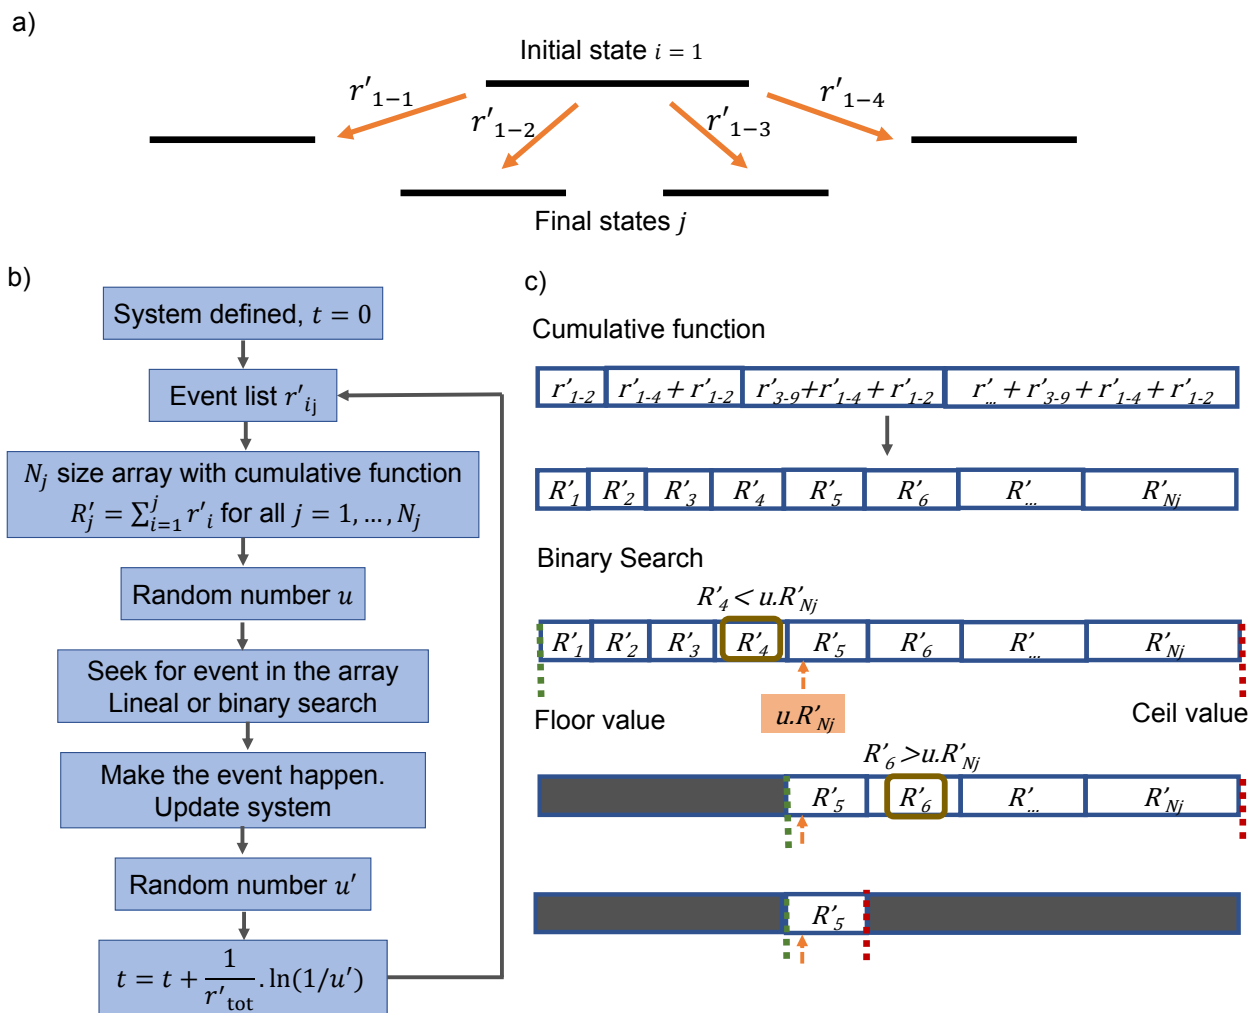 a)
Initial state i = 1
r'₁₋₁
r'₁₋₂
r'₁₋₃
r'₁₋₄
Final states j
b)
System defined, t = 0
Event list r'ᵢⱼ
Nⱼ size array with cumulative function
R'ⱼ = ∑ʲᵢ₌₁ r'ᵢ for all j = 1, … , Nⱼ
Random number u
Seek for event in the array
Lineal or binary search
Make the event happen.
Update system
Random number u'
t = t + 1/r'ₜₒₜ . ln(1/u')
c)
Cumulative function
r'₁₋₂ r'₁₋₄ + r'₁₋₂ r'₃₋₉+r'₁₋₄ + r'₁₋₂ r'... + r'₃₋₉ + r'₁₋₄ + r'₁₋₂
R'₁ R'₂ R'₃ R'₄ R'₅ R'₆ R'... R'Nj
Binary Search
R'₄ < u.R'Nj
R'₁ R'₂ R'₃ R'₄ R'₅ R'₆ R'... R'Nj
Floor value u.R'Nj Ceil value
R'₆ >u.R'Nj
R'₅ R'₆ R'... R'Nj
R'₅